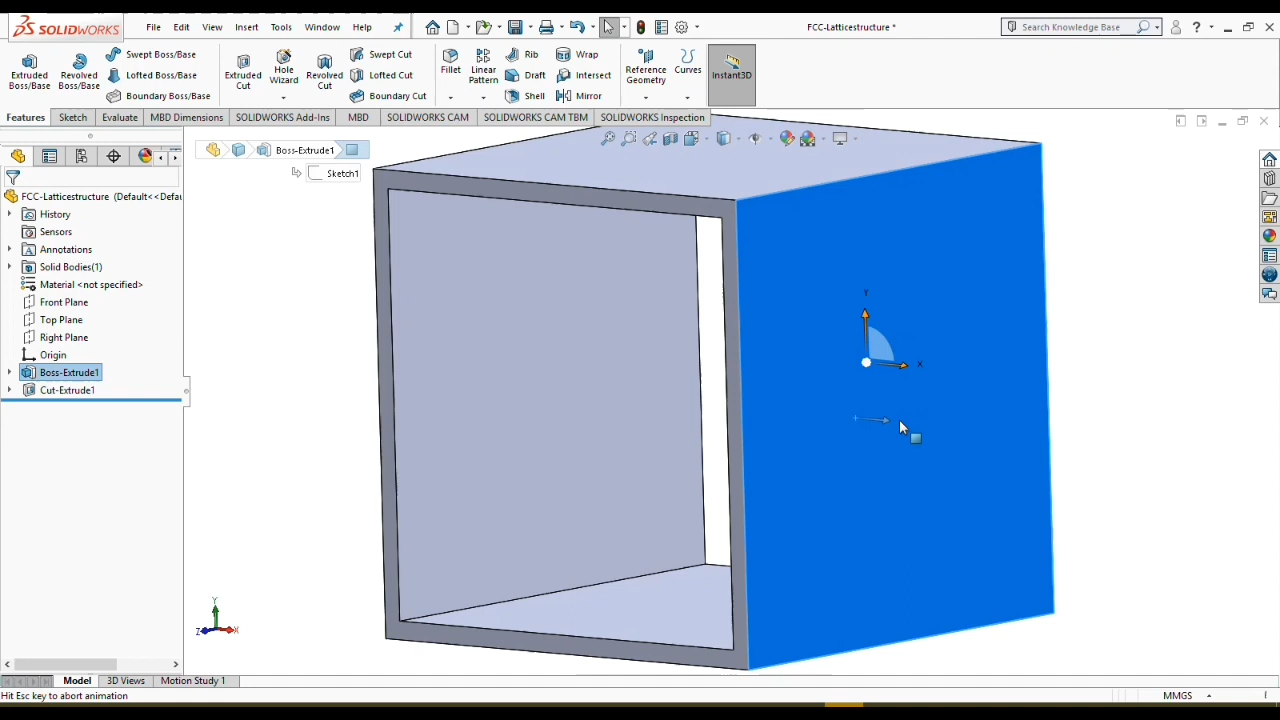 SOLIDWORKS File Edit View Insert Tools Window Help FCC-Latticestructure * Search Knowledge Base ?
Extruded Boss/Base Revolved Boss/Base Swept Boss/Base Lofted Boss/Base Boundary Boss/Base Extruded Cut Hole Wizard Revolved Cut Swept Cut Lofted Cut Boundary Cut Fillet Linear Pattern Rib Draft Shell Wrap Intersect Mirror Reference Geometry Curves Instant3D
Features Sketch Evaluate MBD Dimensions SOLIDWORKS Add-Ins MBD SOLIDWORKS CAM SOLIDWORKS CAM TBM SOLIDWORKS Inspection
Boss-Extrude1
Sketch1
FCC-Latticestructure (Default<<Defau
History
Sensors
Annotations
Solid Bodies(1)
Material <not specified>
Front Plane
Top Plane
Right Plane
Origin
Boss-Extrude1
Cut-Extrude1
Y
X
Y
Z X
Model 3D Views Motion Study 1
Hit Esc key to abort animation MMGS